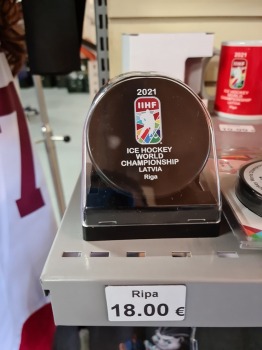 2021
IIHF
ICE HOCKEY
WORLD
CHAMPIONSHIP
LATVIA
Riga
2021
Ripa
18.00 €